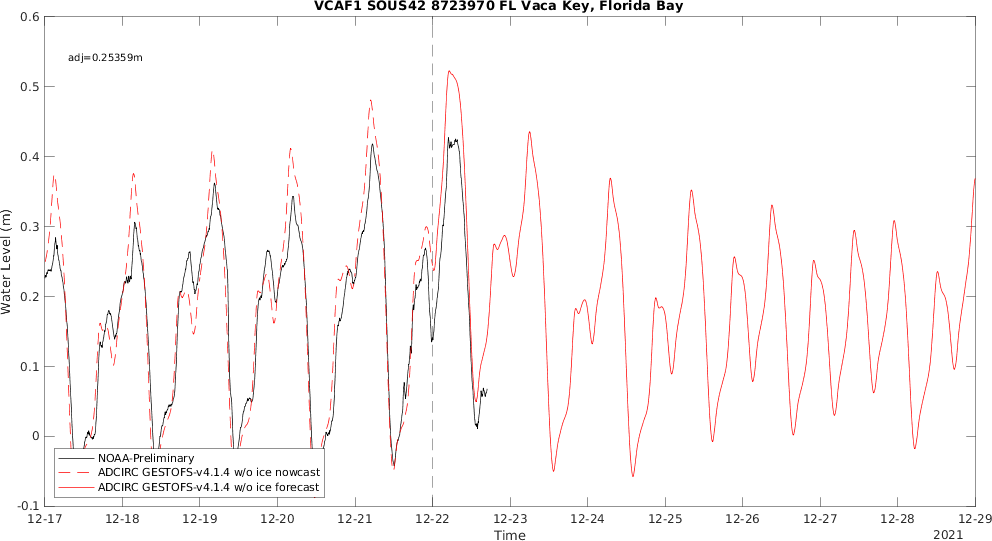 VCAF1 SOUS42 8723970 FL Vaca Key, Florida Bay
adj=0.25359m
Water Level (m)
0.6
0.5
0.4
0.3
0.2
0.1
0
-0.1
NOAA-Preliminary
ADCIRC GESTOFS-v4.1.4 w/o ice nowcast
ADCIRC GESTOFS-v4.1.4 w/o ice forecast
12-17 12-18 12-19 12-20 12-21 12-22 12-23 12-24 12-25 12-26 12-27 12-28 12-29
Time
2021